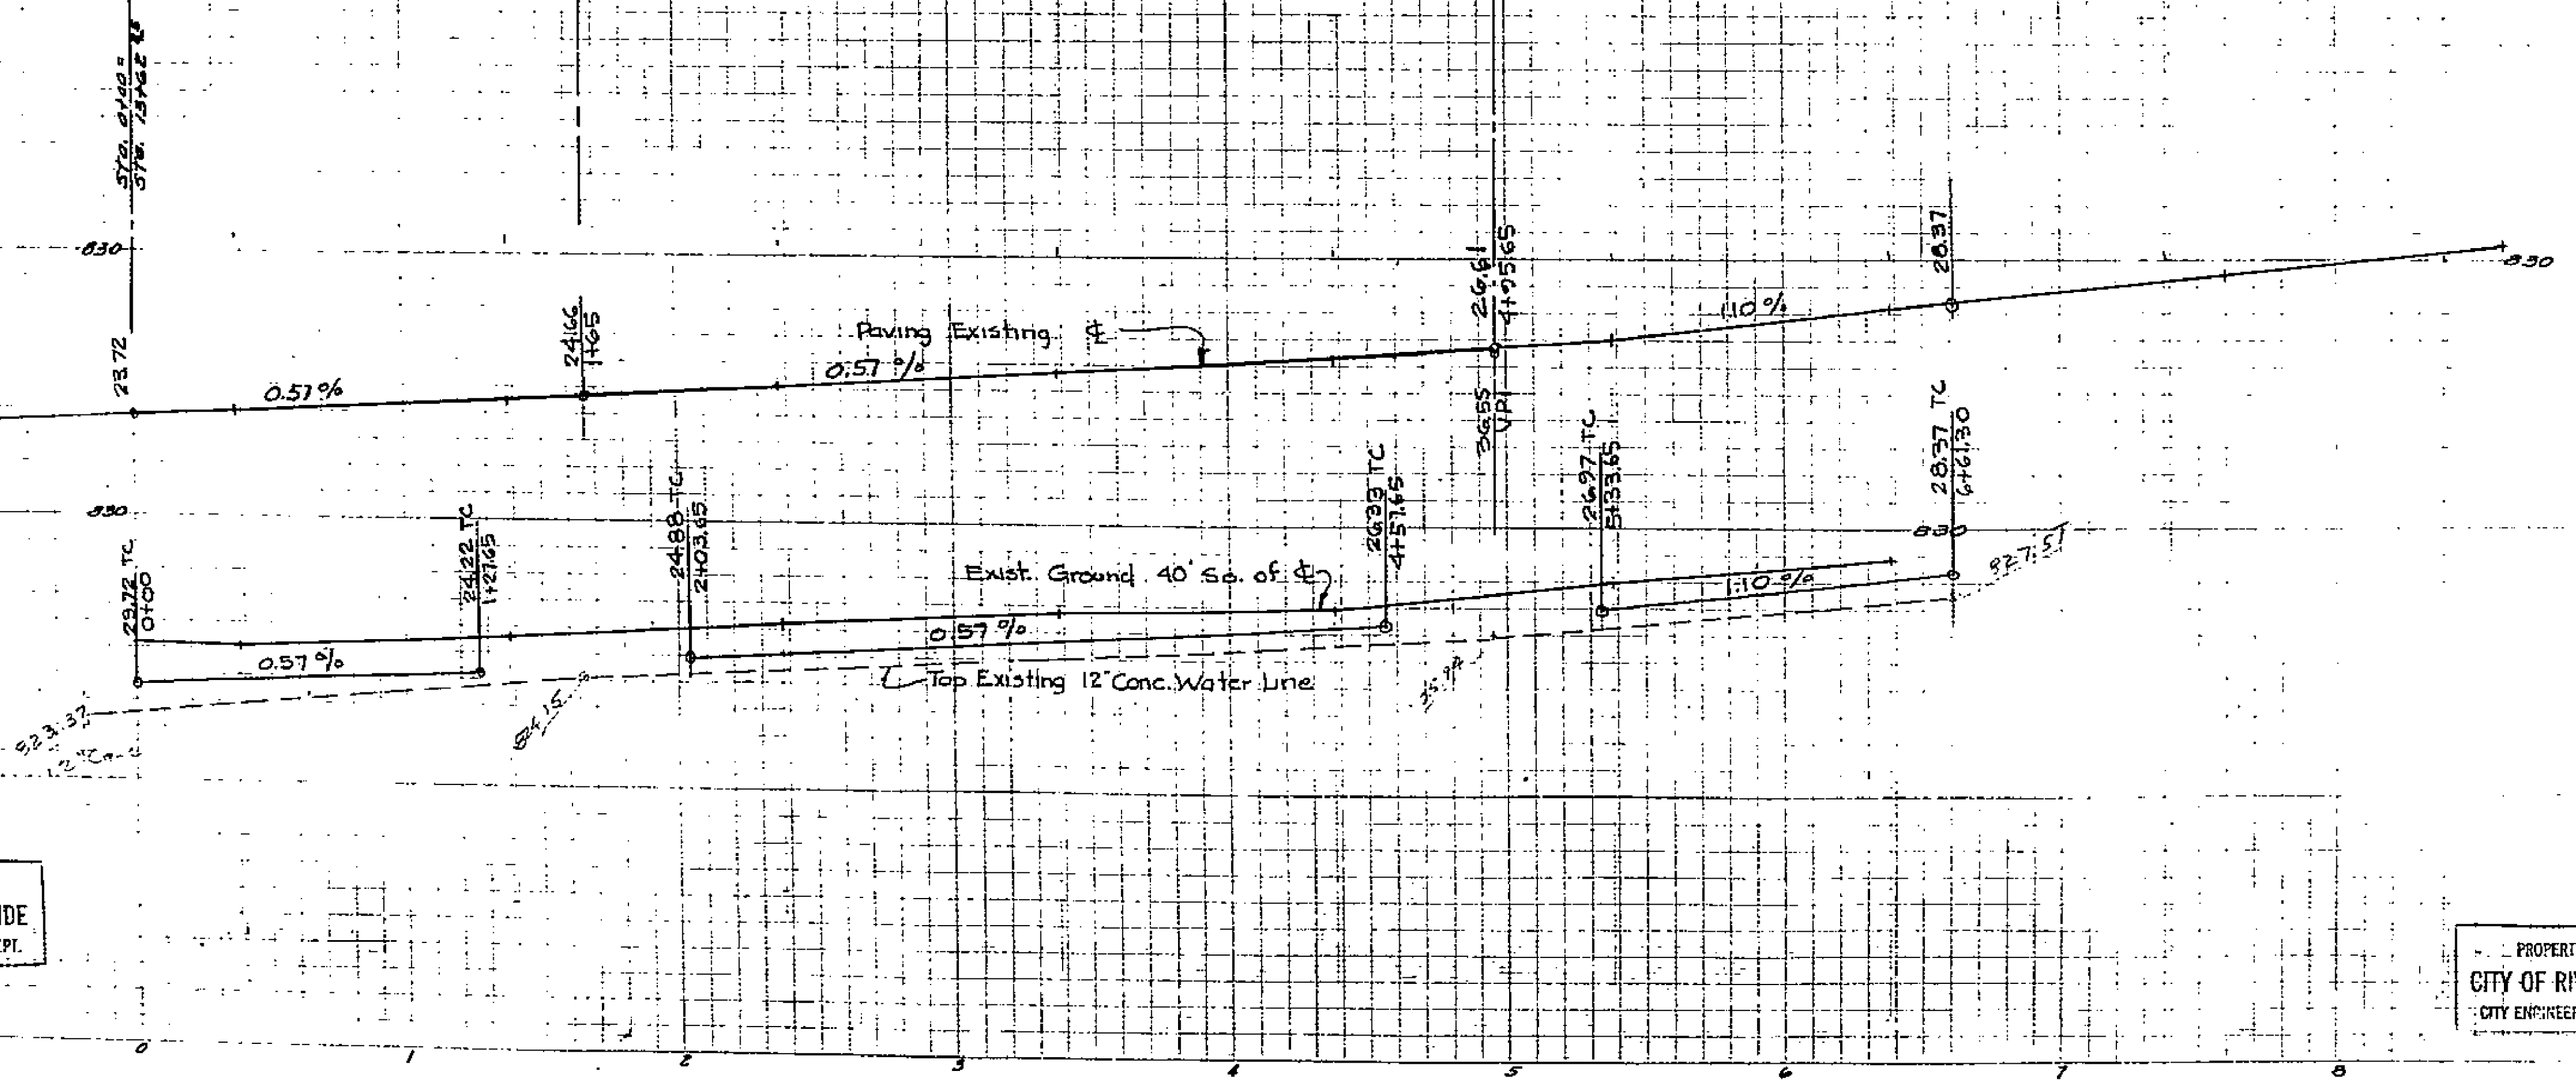 STA. 0+00=
STA. 13+62
830
23.72
0.57%
24.66
1+65
0.57%
Paving Existing ℄
26.61
4+95.65
36.55
VPI
1.10%
28.37
830
830
23.72 TC
0+00
0.57%
24.22 TC
1+27.65
24.88 TC
2+03.65
0.57%
Exist. Ground 40' So. of ℄
26.33 TC
4+57.65
26.97 TC
5+33.65
1.10%
28.37 TC
6+61.30
830
827.51
Top Existing 12" Conc. Water Line
823.37
824.15
IDE
EPT.
PROPERT
CITY OF RI
CITY ENGINEER
0 1 2 3 4 5 6 7 8